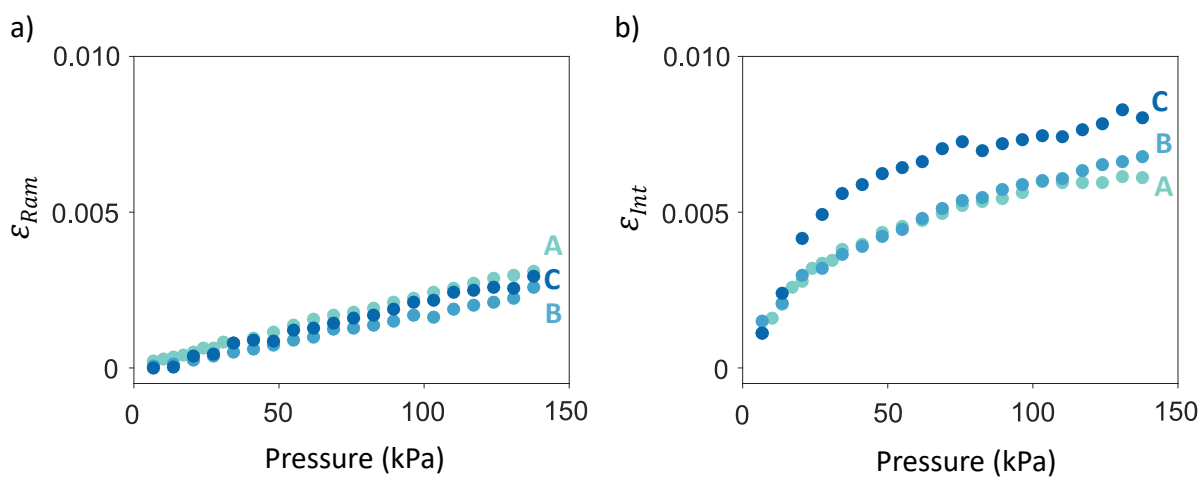 a)
0.010
0.005
0
ε_Ram
A
C
B
0 50 100 150
Pressure (kPa)
b)
0.010
0.005
0
ε_Int
C
B
A
0 50 100 150
Pressure (kPa)